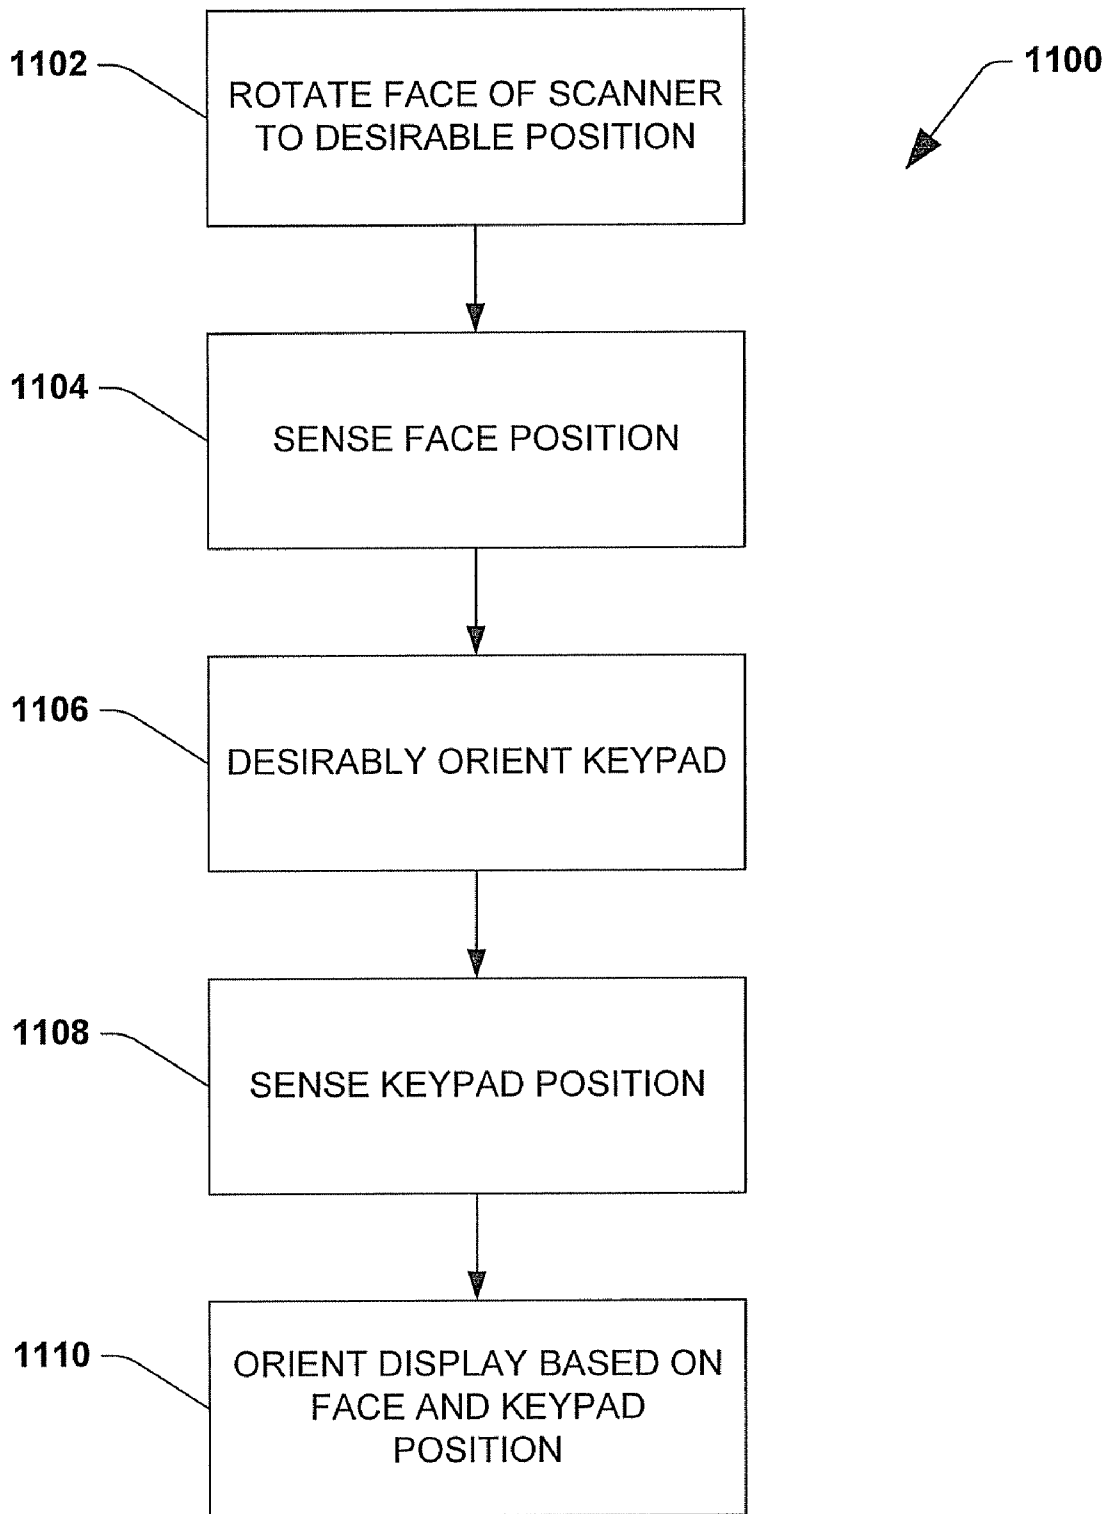 1102
1100
ROTATE FACE OF SCANNER
TO DESIRABLE POSITION
1104
SENSE FACE POSITION
1106
DESIRABLY ORIENT KEYPAD
1108
SENSE KEYPAD POSITION
1110
ORIENT DISPLAY BASED ON
FACE AND KEYPAD
POSITION